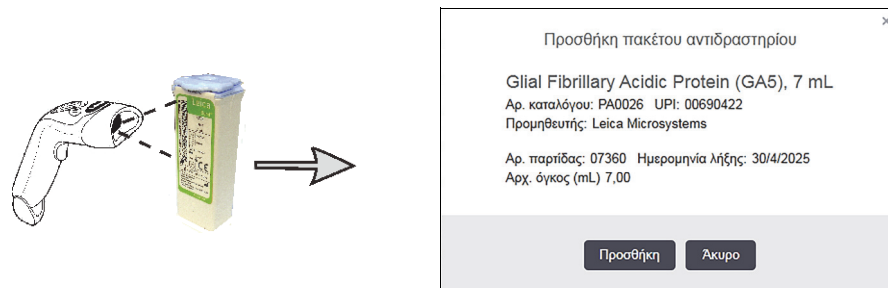 Leica
Προσθήκη πακέτου αντιδραστηρίου
Glial Fibrillary Acidic Protein (GA5), 7 mL
Αρ. καταλόγου: PA0026 UPI: 00690422
Προμηθευτής: Leica Microsystems
Αρ. παρτίδας: 07360 Ημερομηνία λήξης: 30/4/2025
Αρχ. όγκος (mL) 7,00
Προσθήκη Άκυρο